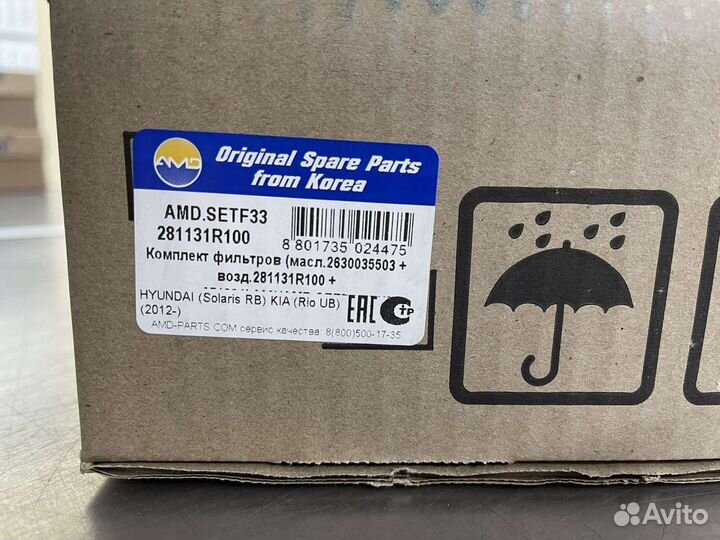 AMD
Original Spare Parts
from Korea
AMD.SETF33
281131R100
8 801735 024475
Комплект фильтров (масл.2630035503 +
возд.281131R100 +
HYUNDAI (Solaris RB) KIA (Rio UB)
(2012-)
EAC
тр
AMD-PARTS.COM сервис качества: 8(800)500-17-35
Avito